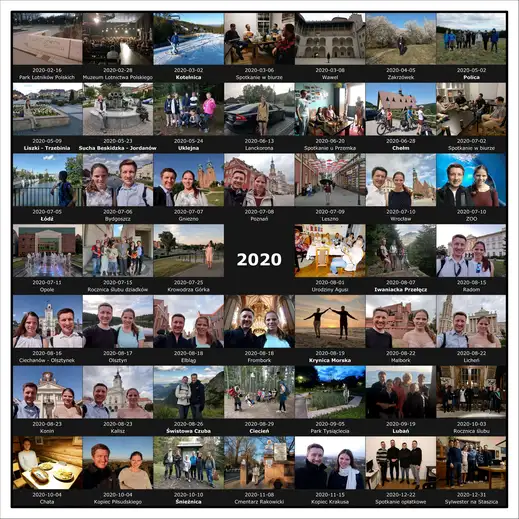 2020-02-16
Park Lotników Polskich
2020-02-28
Muzeum Lotnictwa Polskiego
2020-03-02
Kotelnica
2020-03-06
Spotkanie w biurze
2020-03-08
Wawel
2020-04-05
Zakrzówek
2020-05-02
Polica
2020-05-09
Liszki - Trzebinia
2020-05-23
Sucha Beskidzka - Jordanów
2020-05-24
Uklejna
2020-06-13
Lanckorona
2020-06-20
Spotkanie u Przemka
2020-06-28
Chełm
2020-07-02
Spotkanie w biurze
2020-07-04
Łódź
2020-07-05
Bydgoszcz
2020-07-07
Gniezno
2020-07-08
Poznań
2020-07-09
Leszno
2020-07-10
Wrocław
2020-07-10
ZOO
2020-07-11
Opole
2020-07-15
Rocznica ślubu dziadków
2020-07-25
Krowodrza Górka
2020
2020-08-01
Urodziny Agusi
2020-08-07
Iwaniacka Przełęcz
2020-08-15
Radom
2020-08-16
Ciechanów - Olsztynek
2020-08-17
Olsztyn
2020-08-18
Elbląg
2020-08-18
Frombork
2020-08-19
Krynica Morska
2020-08-22
Malbork
2020-08-22
Licheń
2020-08-23
Konin
2020-08-23
Kalisz
2020-08-26
Świstowa Czuba
2020-08-29
Ciecień
2020-09-05
Park Tysiąclecia
2020-09-19
Lubań
2020-10-03
Rocznica ślubu
2020-10-04
Chata
2020-10-04
Kopiec Piłsudskiego
2020-10-10
Śnieżnica
2020-11-08
Cmentarz Rakowicki
2020-11-15
Kopiec Krakusa
2020-12-22
Spotkanie opłatkowe
2020-12-31
Sylwester na Staszica